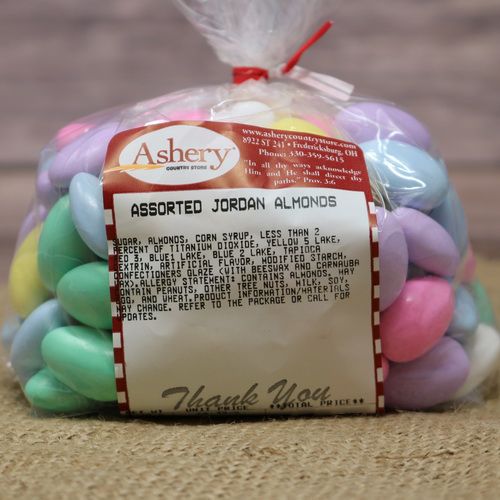 www.asherycountrystore.com
8922 ST 241 • Fredericksburg, OH
Phone: 330-359-5615
"In all thy ways acknowledge
Him and He shall direct thy
paths." Prov. 3:6
Ashery
COUNTRY STORE
ASSORTED JORDAN ALMONDS
SUGAR, ALMONDS, CORN SYRUP, LESS THAN 2
PERCENT OF TITANIUM DIOXIDE, YELLOW 5 LAKE,
RED 3, BLUE1 LAKE, BLUE 2 LAKE, TAPIOCA
DEXTRIN, ARTIFICIAL FLAVOR, MODIFIED STARCH,
CONFECTIONERS GLAZE (WITH BEESWAX AND CARNAUBA
WAX).ALLERGY STATEMENT: CONTAINS ALMONDS. MAY
CONTAIN PEANUTS, OTHER TREE NUTS, MILK, SOY,
EGG, AND WHEAT.PRODUCT INFORMATION/MATERIALS
MAY CHANGE. REFER TO THE PACKAGE OR CALL FOR
UPDATES.
Thank You
UNIT PRICE **TOTAL PRICE**